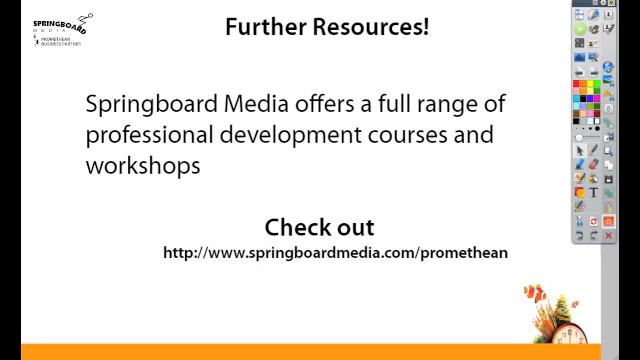 Further Resources!
SPRINGBOARD
MEDIA
PROMETHEAN
BUSINESS PARTNER
Springboard Media offers a full range of
professional development courses and
workshops
Check out
http://www.springboardmedia.com/promethean
T